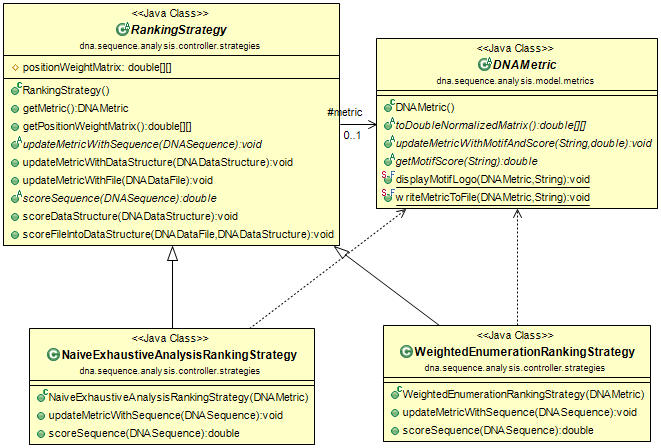 <<Java Class>>
RankingStrategy
dna.sequence.analysis.controller.strategies
positionWeightMatrix: double[][]
RankingStrategy()
getMetric():DNAMetric
getPositionWeightMatrix():double[][]
updateMetricWithSequence(DNASequence):void
updateMetricWithDataStructure(DNADataStructure):void
updateMetricWithFile(DNADataFile):void
scoreSequence(DNASequence):double
scoreDataStructure(DNADataStructure):void
scoreFileIntoDataStructure(DNADataFile,DNADataStructure):void
#metric
0..1
<<Java Class>>
DNAMetric
dna.sequence.analysis.model.metrics
DNAMetric()
toDoubleNormalizedMatrix():double[][]
updateMetricWithMotifAndScore(String,double):void
getMotifScore(String):double
displayMotifLogo(DNAMetric,String):void
writeMetricToFile(DNAMetric,String):void
<<Java Class>>
NaiveExhaustiveAnalysisRankingStrategy
dna.sequence.analysis.controller.strategies
NaiveExhaustiveAnalysisRankingStrategy(DNAMetric)
updateMetricWithSequence(DNASequence):void
scoreSequence(DNASequence):double
<<Java Class>>
WeightedEnumerationRankingStrategy
dna.sequence.analysis.controller.strategies
WeightedEnumerationRankingStrategy(DNAMetric)
updateMetricWithSequence(DNASequence):void
scoreSequence(DNASequence):double